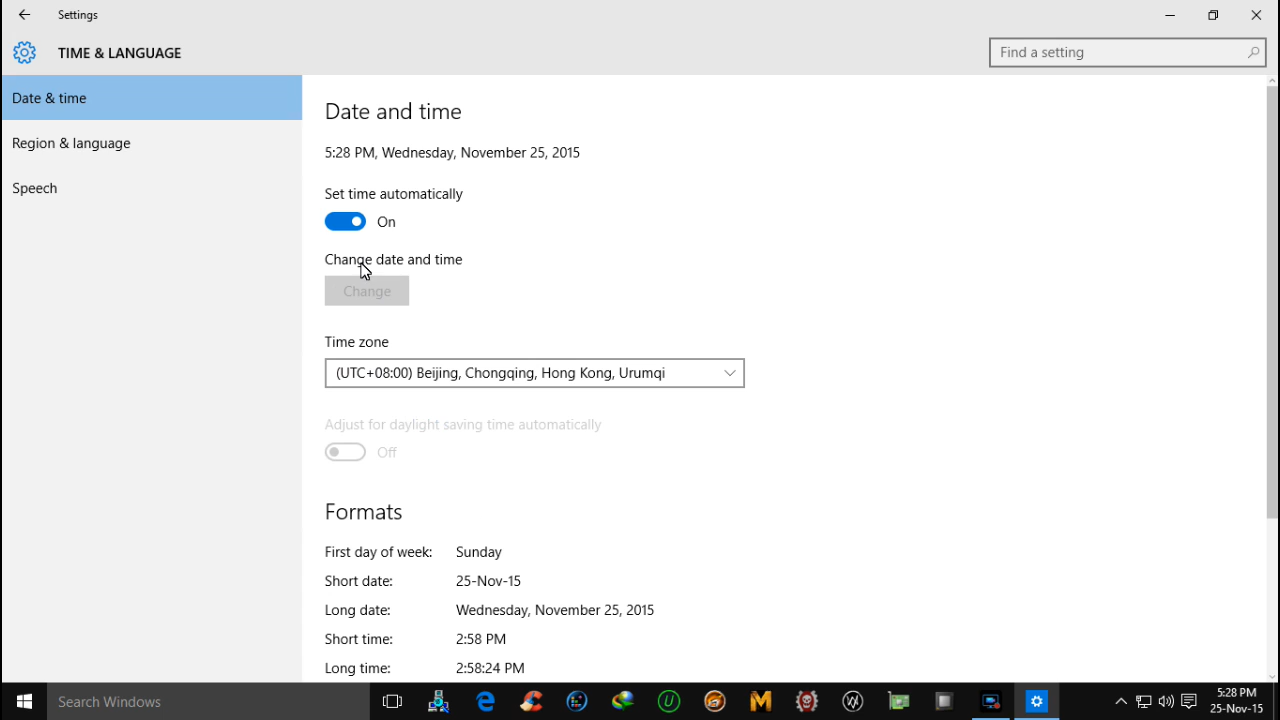 Settings
TIME & LANGUAGE
Find a setting
Date & time
Region & language
Speech
Date and time
5:28 PM, Wednesday, November 25, 2015
Set time automatically
On
Change date and time
Change
Time zone
(UTC+08:00) Beijing, Chongqing, Hong Kong, Urumqi
Adjust for daylight saving time automatically
Off
Formats
First day of week: Sunday
Short date: 25-Nov-15
Long date: Wednesday, November 25, 2015
Short time: 2:58 PM
Long time: 2:58:24 PM
Search Windows
5:28 PM
25-Nov-15